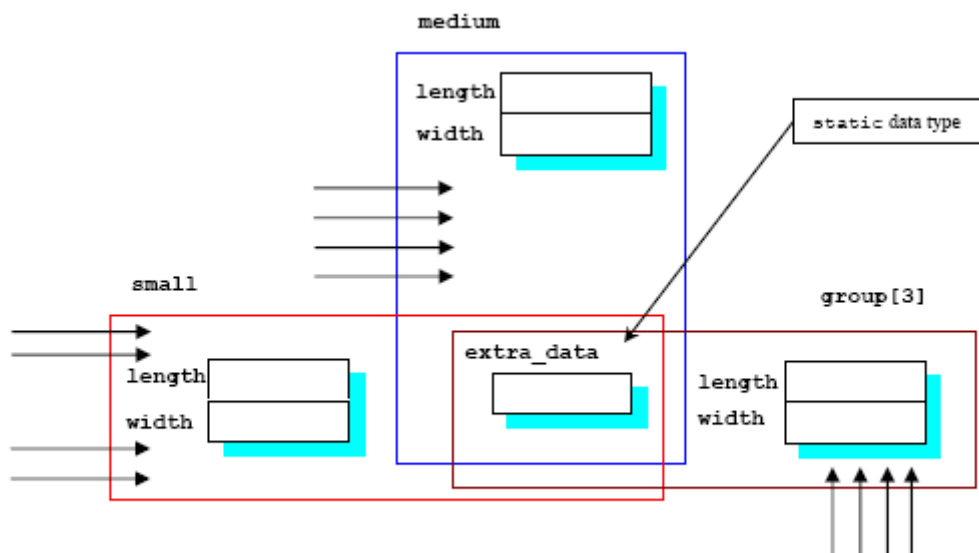 medium
length
width
static data type
small
group[3]
extra_data
length
width
length
width